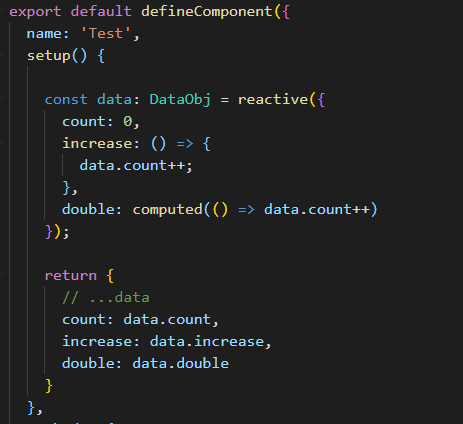 export default defineComponent({
  name: 'Test',
  setup() {

    const data: DataObj = reactive({
      count: 0,
      increase: () => {
        data.count++;
      },
      double: computed(() => data.count++)
    });

    return {
      // ...data
      count: data.count,
      increase: data.increase,
      double: data.double
    }
  },